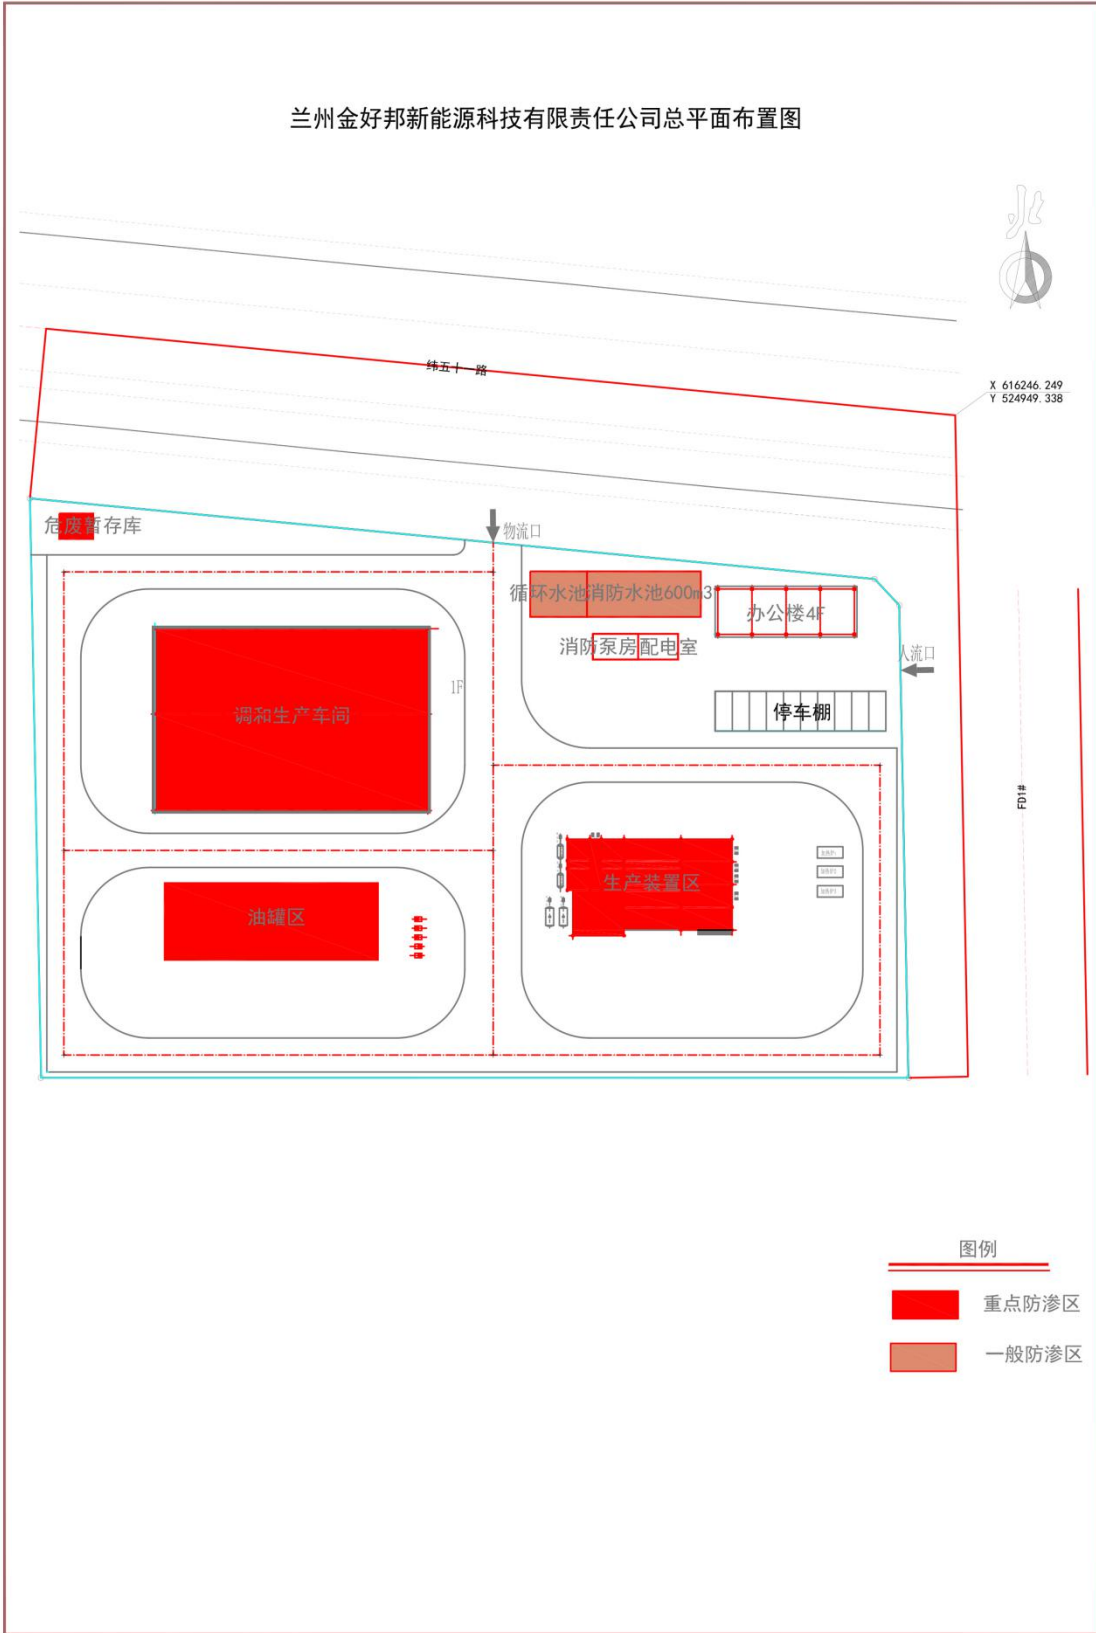 兰州金好邦新能源科技有限责任公司总平面布置图
北
纬五十一路
X 616246.249
Y 524949.338
危废暂存库
物流口
循环水池 消防水池600m3
办公楼4F
消防泵房 配电室
人流口
1F
调和生产车间
停车棚
FD1#
生产装置区
油罐区
图例
重点防渗区
一般防渗区